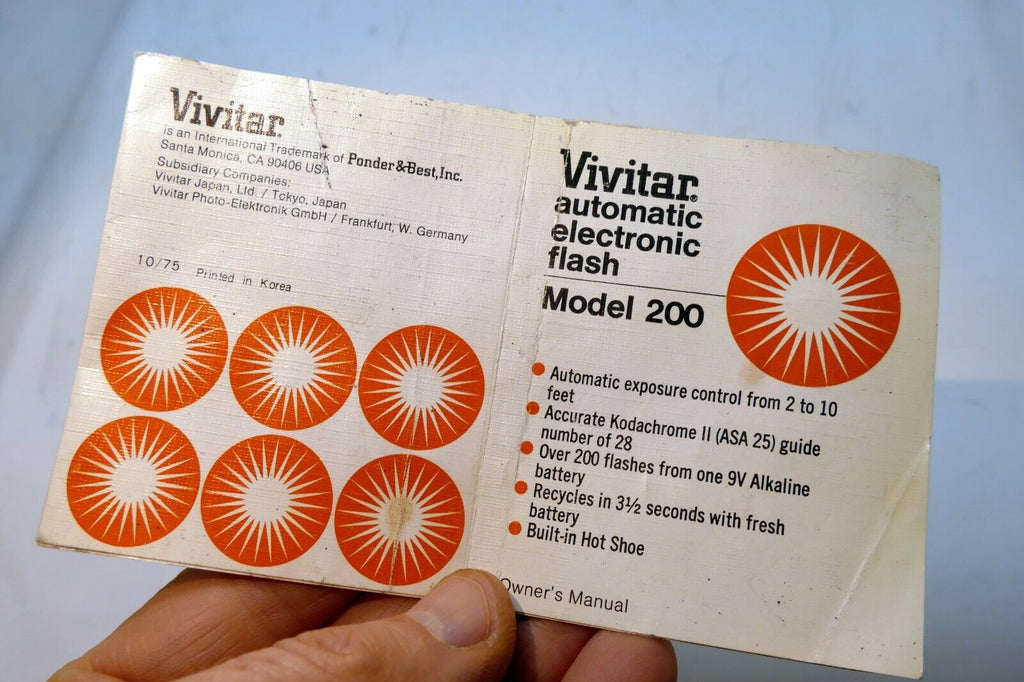 Vivitar.
is an International Trademark of Ponder & Best, Inc.
Santa Monica, CA 90406 USA
Subsidiary Companies:
Vivitar Japan, Ltd. / Tokyo, Japan
Vivitar Photo-Elektronik GmbH / Frankfurt, W. Germany
10/75 Printed in Korea
Vivitar®
automatic
electronic
flash
Model 200
● Automatic exposure control from 2 to 10
feet
● Accurate Kodachrome II (ASA 25) guide
number of 28
● Over 200 flashes from one 9V Alkaline
battery
● Recycles in 3½ seconds with fresh
battery
● Built-in Hot Shoe
Owner's Manual